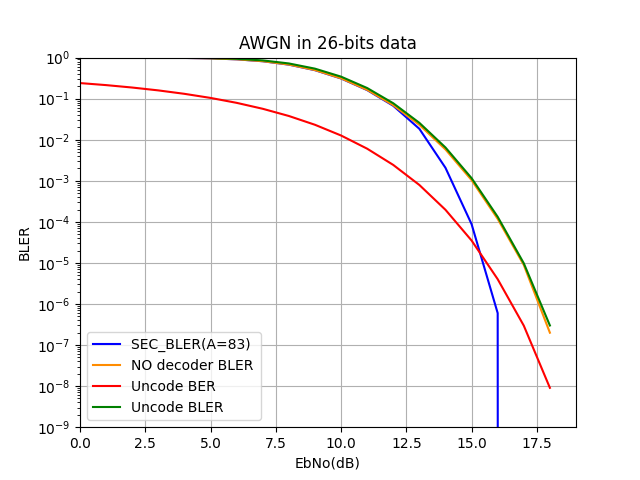 AWGN in 26-bits data
BLER
10^0
10^-1
10^-2
10^-3
10^-4
10^-5
10^-6
10^-7
10^-8
10^-9
SEC_BLER(A=83)
NO decoder BLER
Uncode BER
Uncode BLER
0.0 2.5 5.0 7.5 10.0 12.5 15.0 17.5
EbNo(dB)